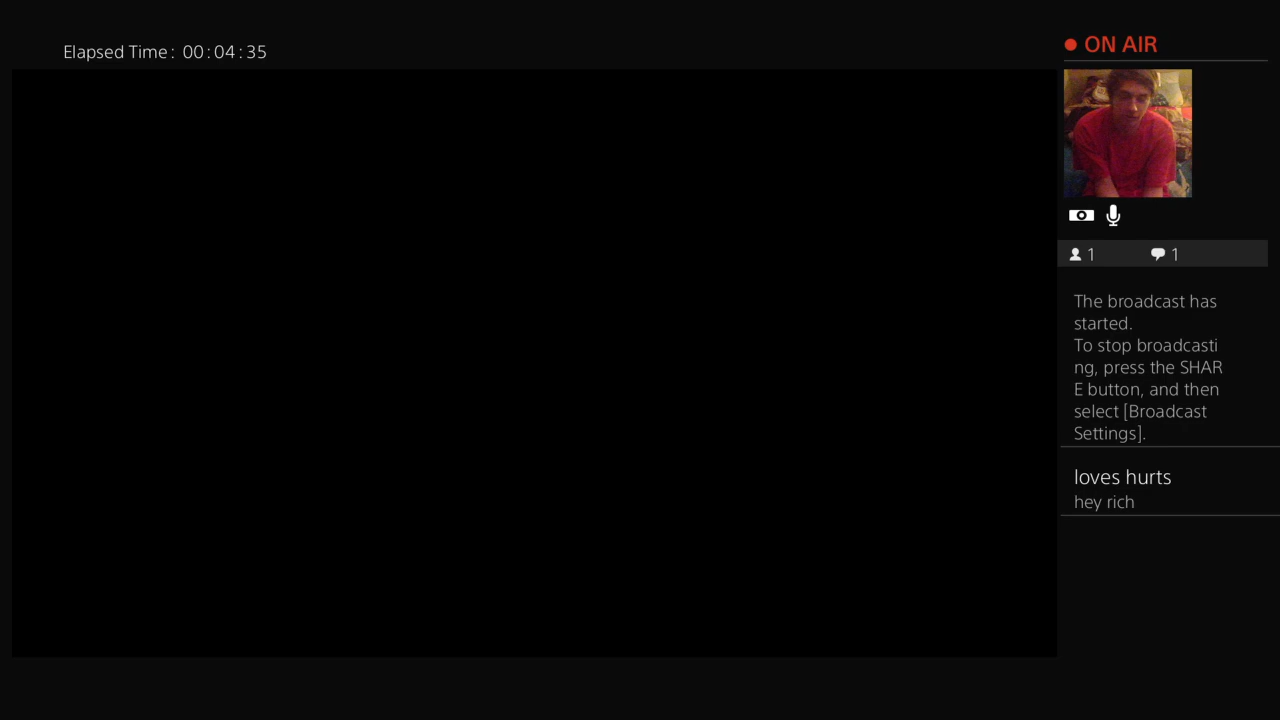 Elapsed Time: 00:04:35
ON AIR
1 1
The broadcast has
started.
To stop broadcasti
ng, press the SHAR
E button, and then
select [Broadcast
Settings].
loves hurts
hey rich